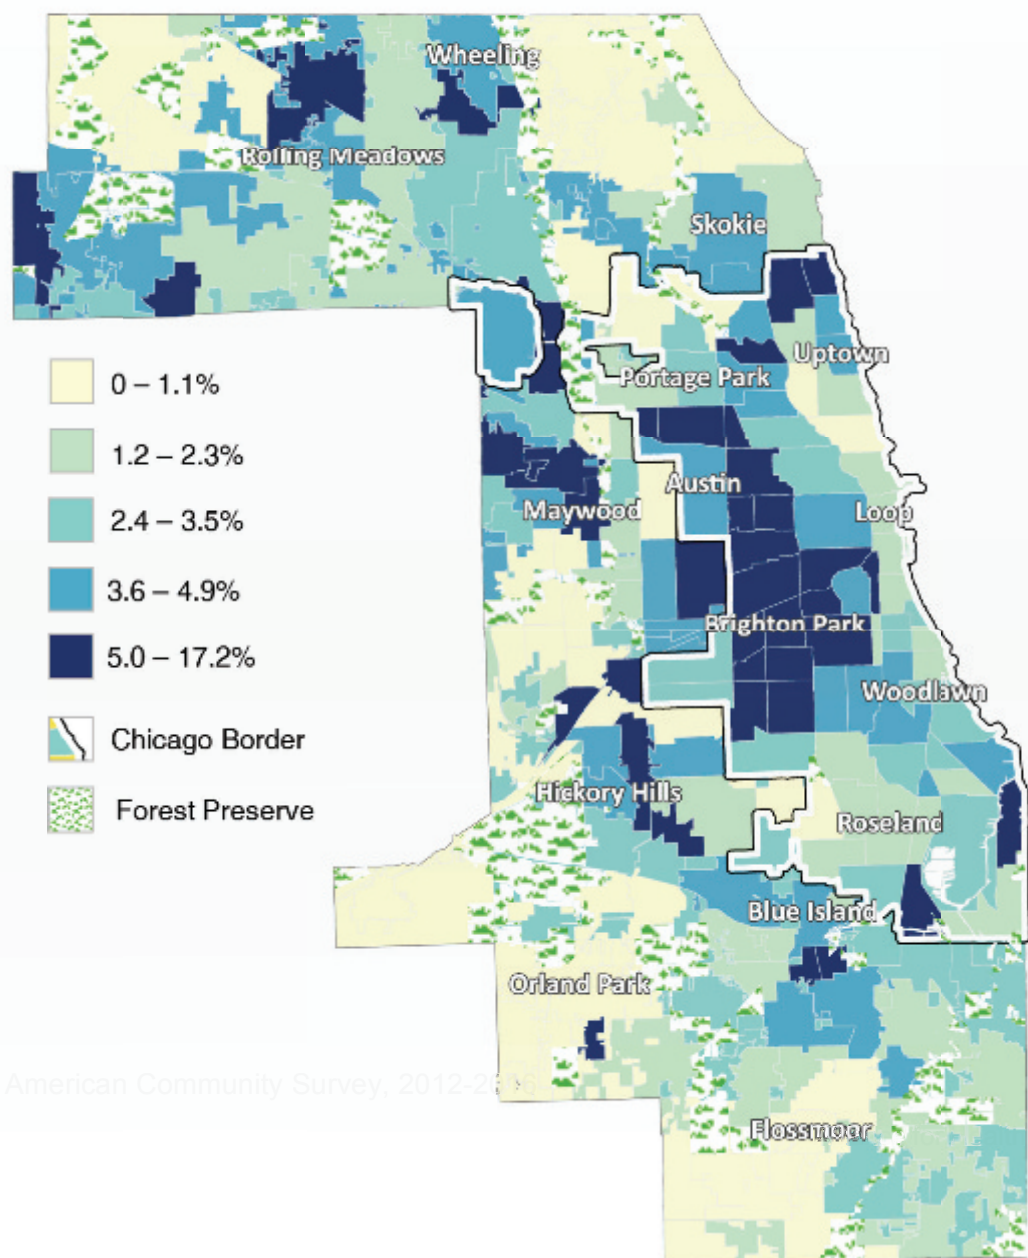 Wheeling
Rolling Meadows
Skokie
Uptown
Portage Park
0 – 1.1%
1.2 – 2.3%
Austin
Maywood
Loop
2.4 – 3.5%
3.6 – 4.9%
Brighton Park
5.0 – 17.2%
Woodlawn
Chicago Border
Hickory Hills
Forest Preserve
Roseland
Blue Island
Orland Park
American Community Survey, 2012-2016
Flossmoor